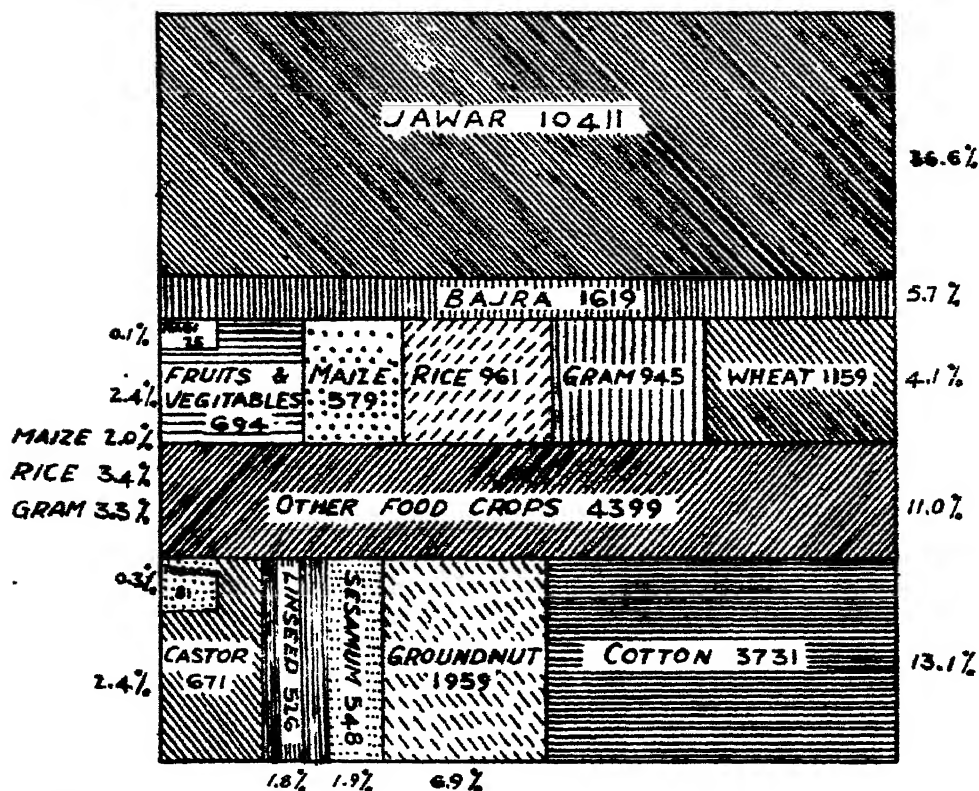 JAWAR 10411
36.6%
BAJRA 1619
5.7%
0.1%
25
FRUITS &
VEGITABLES
694
MAIZE
579
RICE 961
GRAM 945
WHEAT 1159
4.1%
2.4%
MAIZE 2.0%
RICE 3.4%
GRAM 3.3%
OTHER FOOD CROPS 4399
11.0%
0.3%
81
CASTOR
671
LINSEED 516
SESAMUM 548
GROUNDNUT
1959
COTTON 3731
2.4%
13.1%
1.8%
1.9%
6.9%